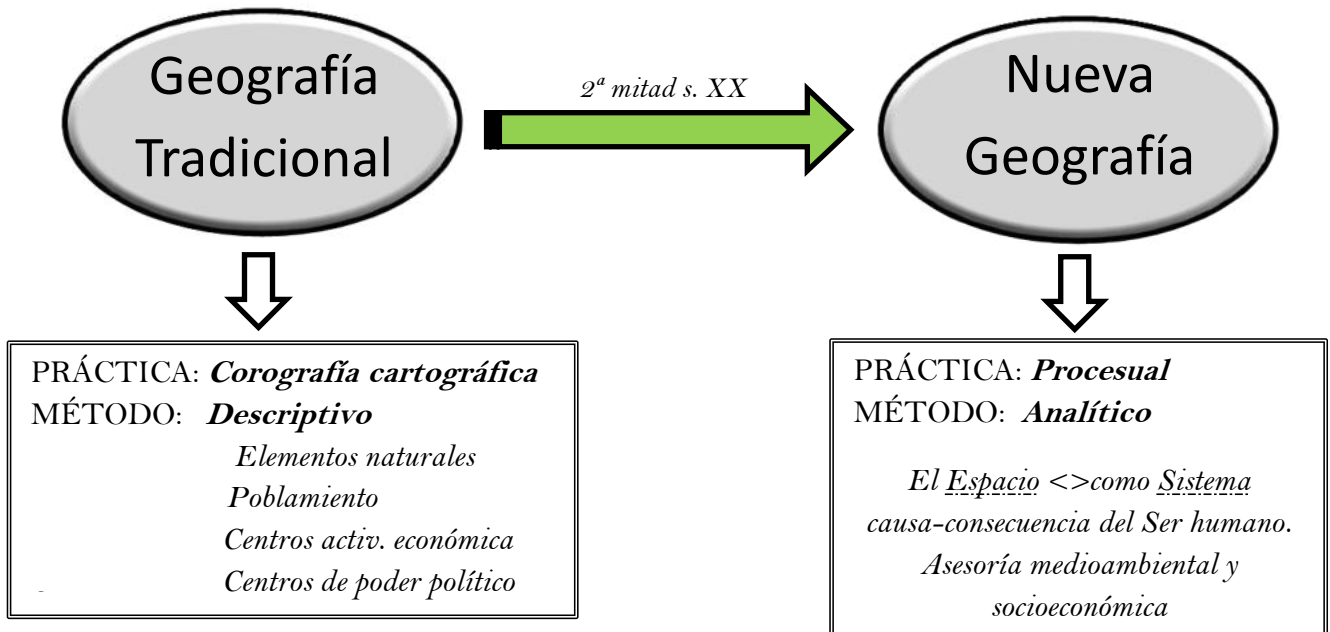 Geografía
Tradicional
2ª mitad s. XX
Nueva
Geografía
PRÁCTICA: Corografía cartográfica
MÉTODO: Descriptivo
Elementos naturales
Poblamiento
Centros activ. económica
Centros de poder político
PRÁCTICA: Procesual
MÉTODO: Analítico
El Espacio <>como Sistema
causa-consecuencia del Ser humano.
Asesoría medioambiental y
socioeconómica